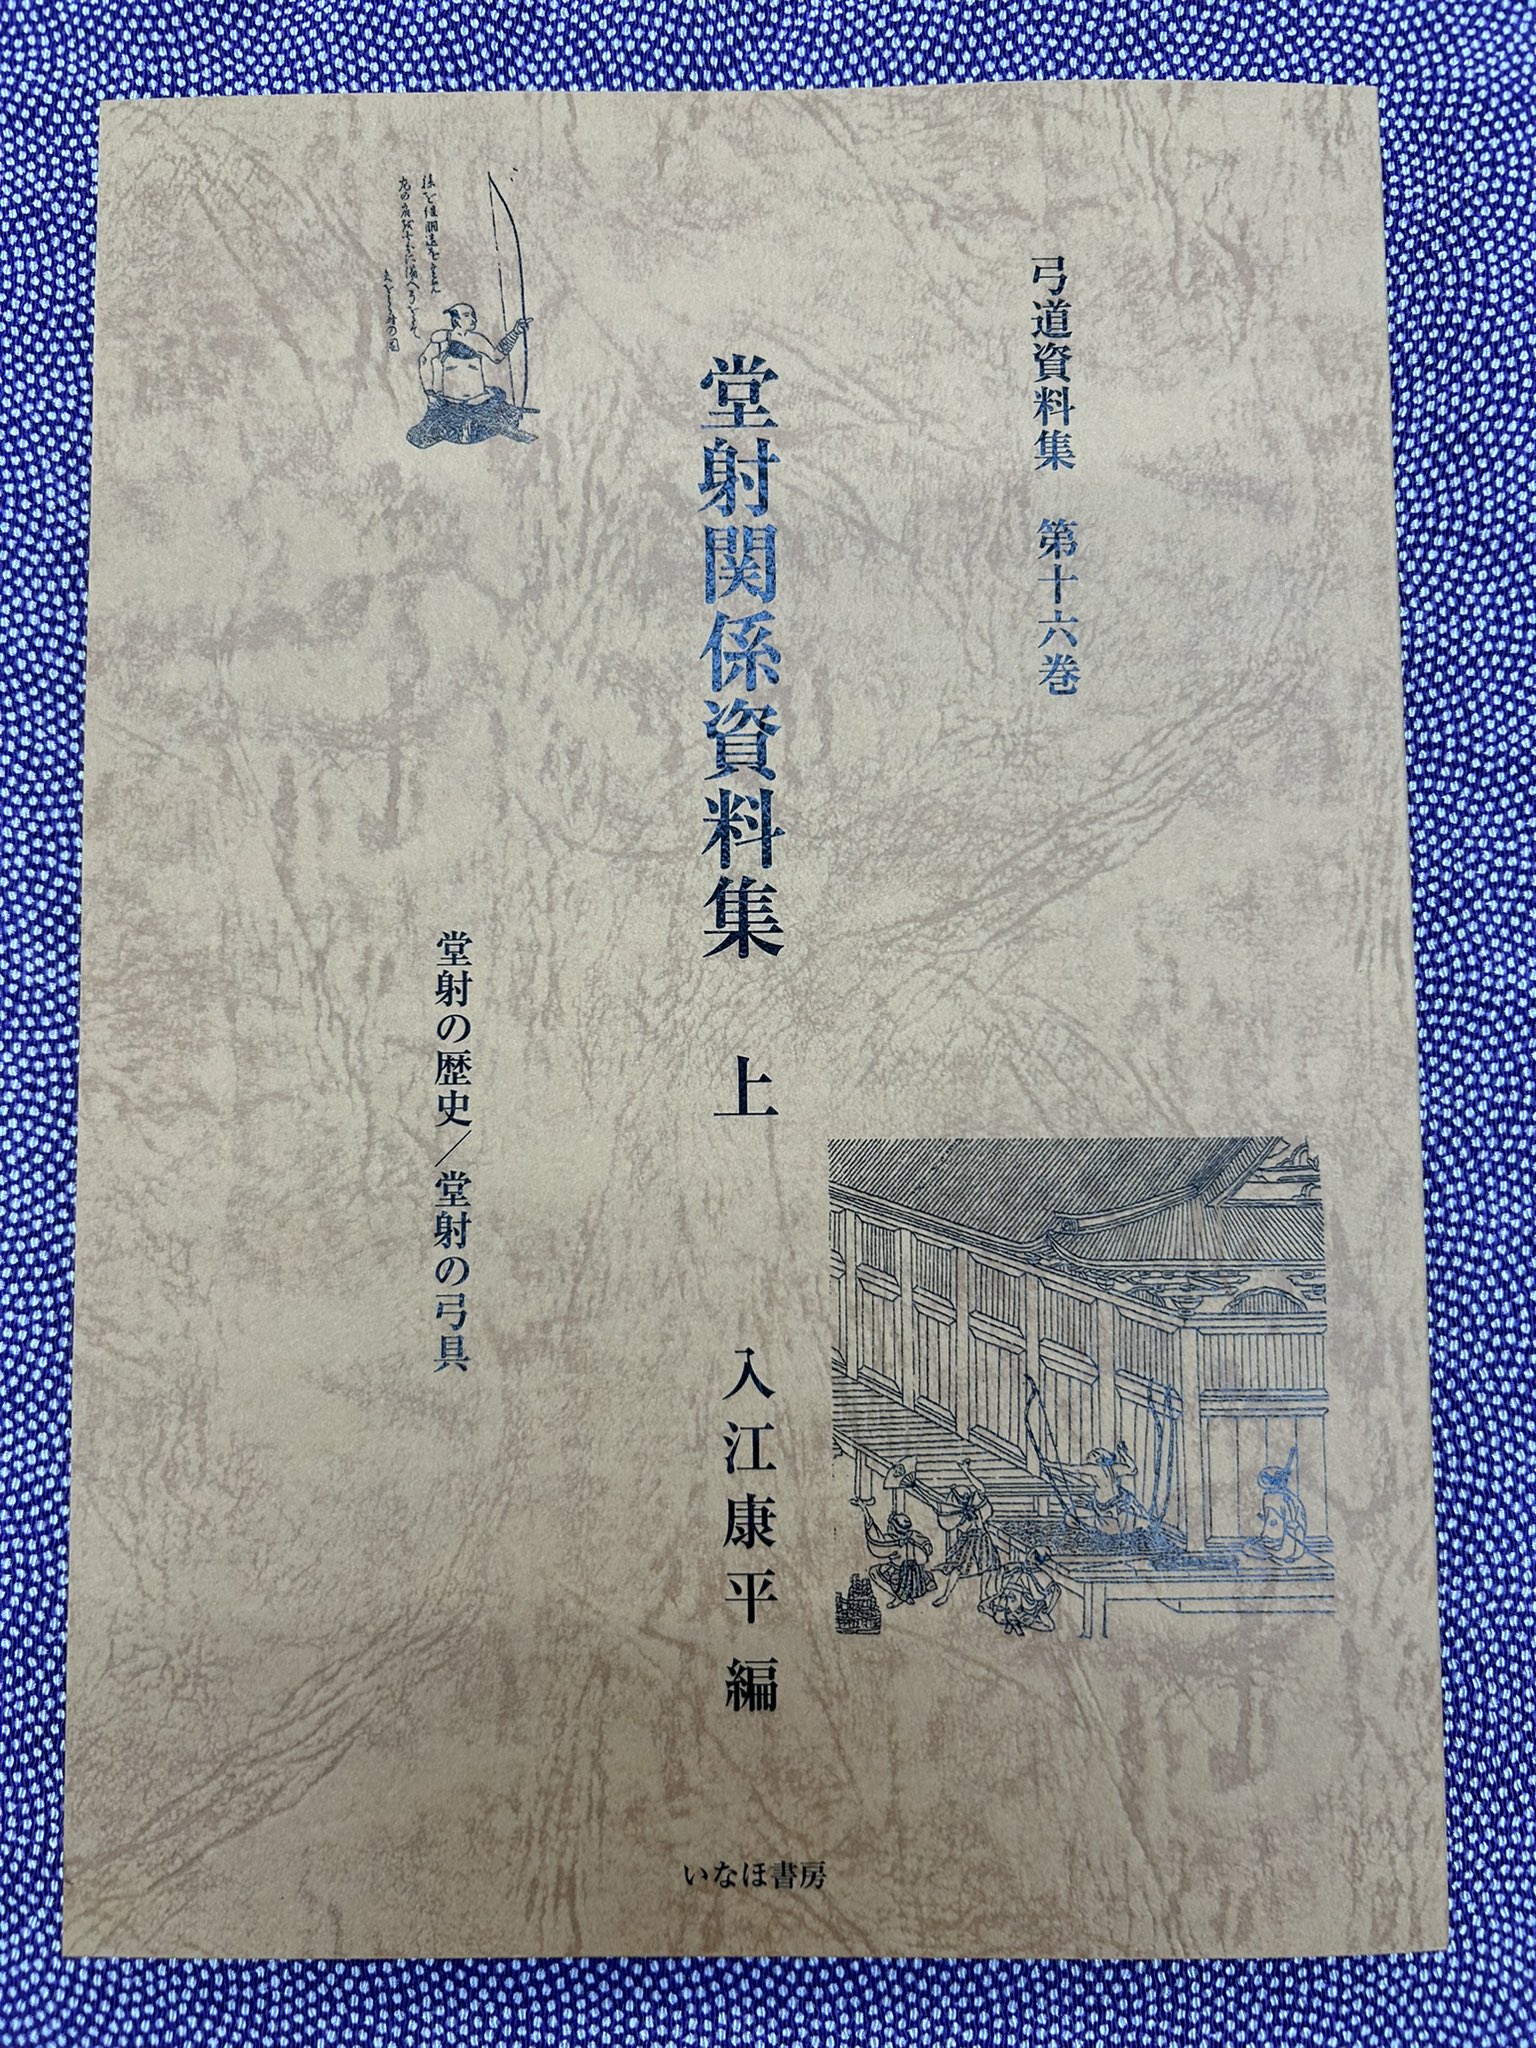 弓道資料集　第十六巻
堂射関係資料集　上　入江康平編
堂射の歴史／堂射の弓具
いなほ書房